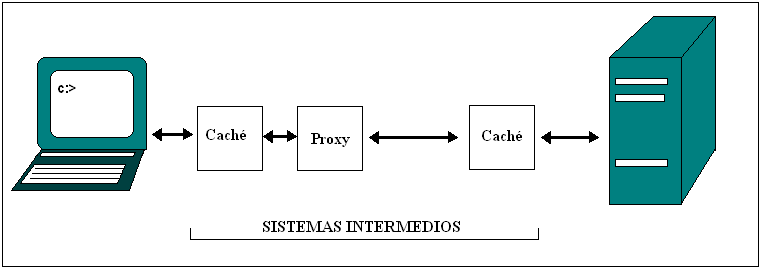 c:>
Caché
Proxy
Caché
SISTEMAS INTERMEDIOS